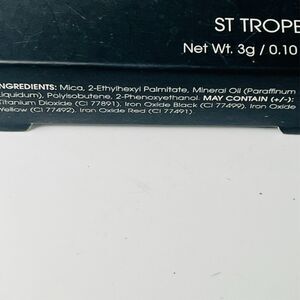 ST TROPE
Net Wt. 3g / 0.10
INGREDIENTS: Mica, 2-Ethylhexyl Palmitate, Mineral Oil (Paraffinum
Liquidum), Polyisobutene, 2-Phenoxyethanol. MAY CONTAIN (+/-):
Titanium Dioxide (CI 77891), Iron Oxide Black (CI 77499), Iron Oxide
Yellow (CI 77492), Iron Oxide Red (CI 77491)